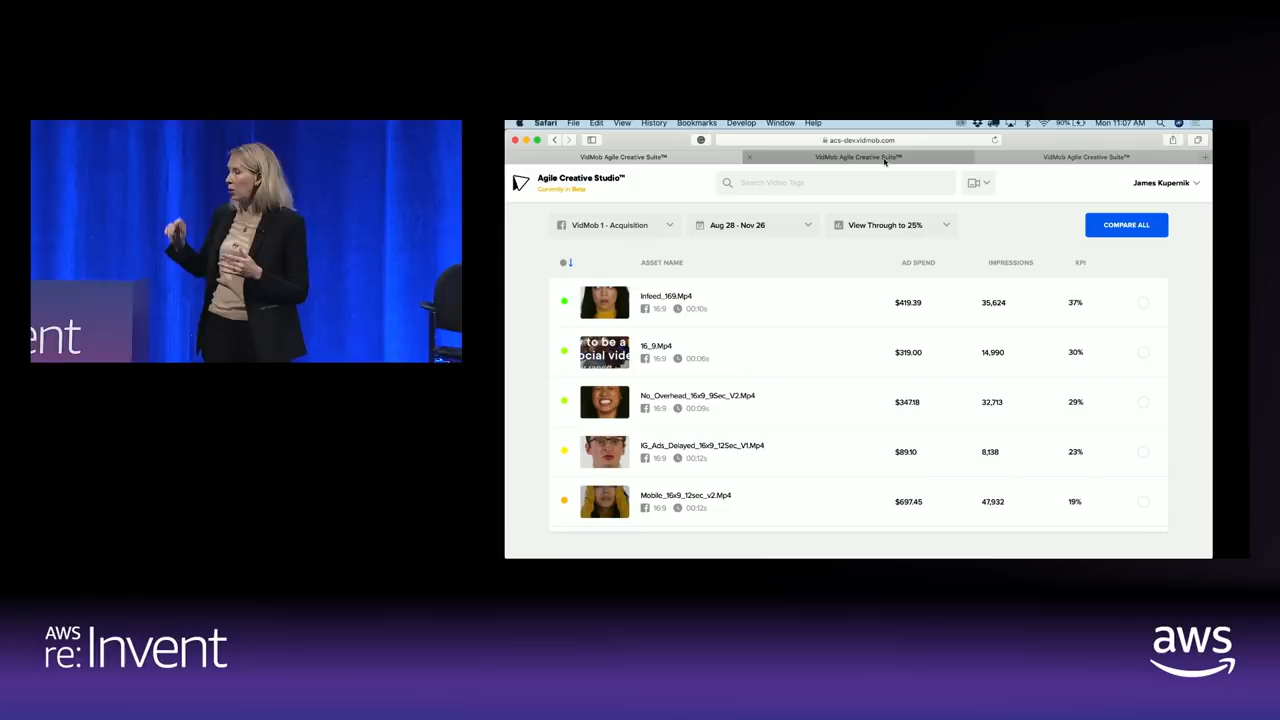 Safari File Edit View History Bookmarks Develop Window Help 90% Mon 11:07 AM
acs-dev.vidmob.com
VidMob Agile Creative Suite™ VidMob Agile Creative Suite™ VidMob Agile Creative Suite™
Agile Creative Studio™
Currently in Beta
Search Video Tags
James Kupernik
VidMob 1 - Acquisition Aug 28 - Nov 26 View Through to 25% COMPARE ALL
ASSET NAME AD SPEND IMPRESSIONS KPI
Infeed_169.Mp4
16:9 00:10s
$419.39 35,624 37%
y to be a
social vide
16_9.Mp4
16:9 00:06s
$319.00 14,990 30%
No_Overhead_16x9_9Sec_V2.Mp4
16:9 00:09s
$347.18 32,713 29%
IG_Ads_Delayed_16x9_12Sec_V1.Mp4
16:9 00:12s
$89.10 8,138 23%
Mobile_16x9_12sec_v2.Mp4
16:9 00:12s
$697.45 47,932 19%
ent
AWS
re:Invent
aws